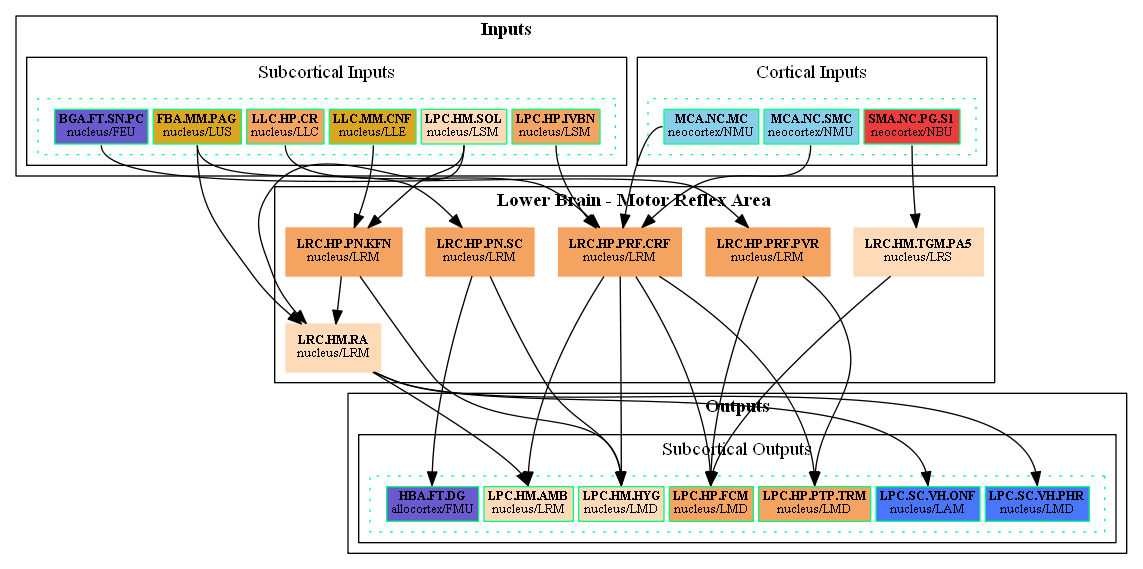 Inputs
Subcortical Inputs
Cortical Inputs
BGA.FT.SN.PC
nucleus/FEU
FBA.MM.PAG
nucleus/LUS
LLC.HP.CR
nucleus/LLC
LLC.MM.CNF
nucleus/LLE
LPC.HM.SOL
nucleus/LSM
LPC.HP.IVBN
nucleus/LSM
MCA.NC.MC
neocortex/NMU
MCA.NC.SMC
neocortex/NMU
SMA.NC.PG.S1
neocortex/NBU
Lower Brain - Motor Reflex Area
LRC.HP.PN.KFN
nucleus/LRM
LRC.HP.PN.SC
nucleus/LRM
LRC.HP.PRF.CRF
nucleus/LRM
LRC.HP.PRF.PVR
nucleus/LRM
LRC.HM.TGM.PA5
nucleus/LRS
LRC.HM.RA
nucleus/LRM
Outputs
Subcortical Outputs
HBA.FT.DG
allocortex/FMU
LPC.HM.AMB
nucleus/LRM
LPC.HM.HYG
nucleus/LMD
LPC.HP.FCM
nucleus/LMD
LPC.HP.PTP.TRM
nucleus/LMD
LPC.SC.VH.ONF
nucleus/LAM
LPC.SC.VH.PHR
nucleus/LMD